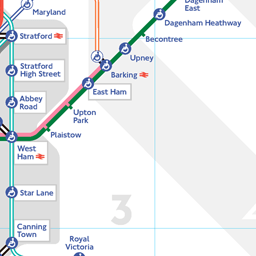 Maryland
Dagenham
East
Dagenham Heathway
Stratford
Becontree
Upney
Stratford
High Street
Barking
East Ham
Abbey
Road
Upton
Park
Plaistow
West
Ham
3
Star Lane
Canning
Town
Royal
Victoria